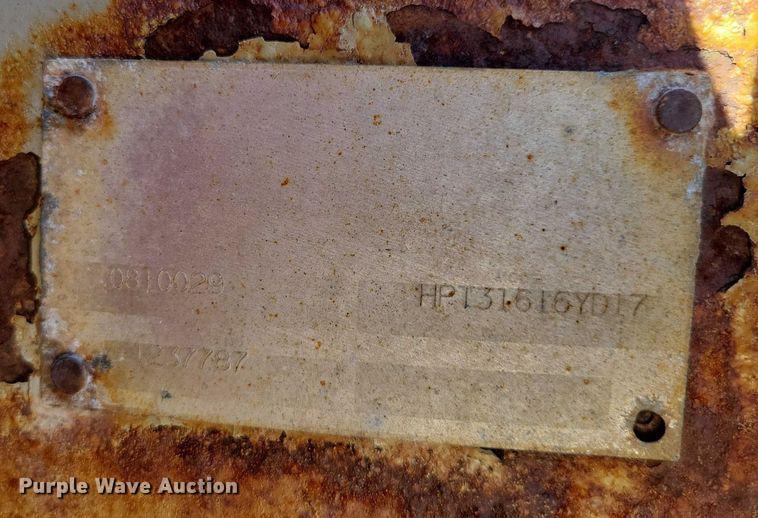 0810029
HPT31616YD17
237787
Purple Wave Auction